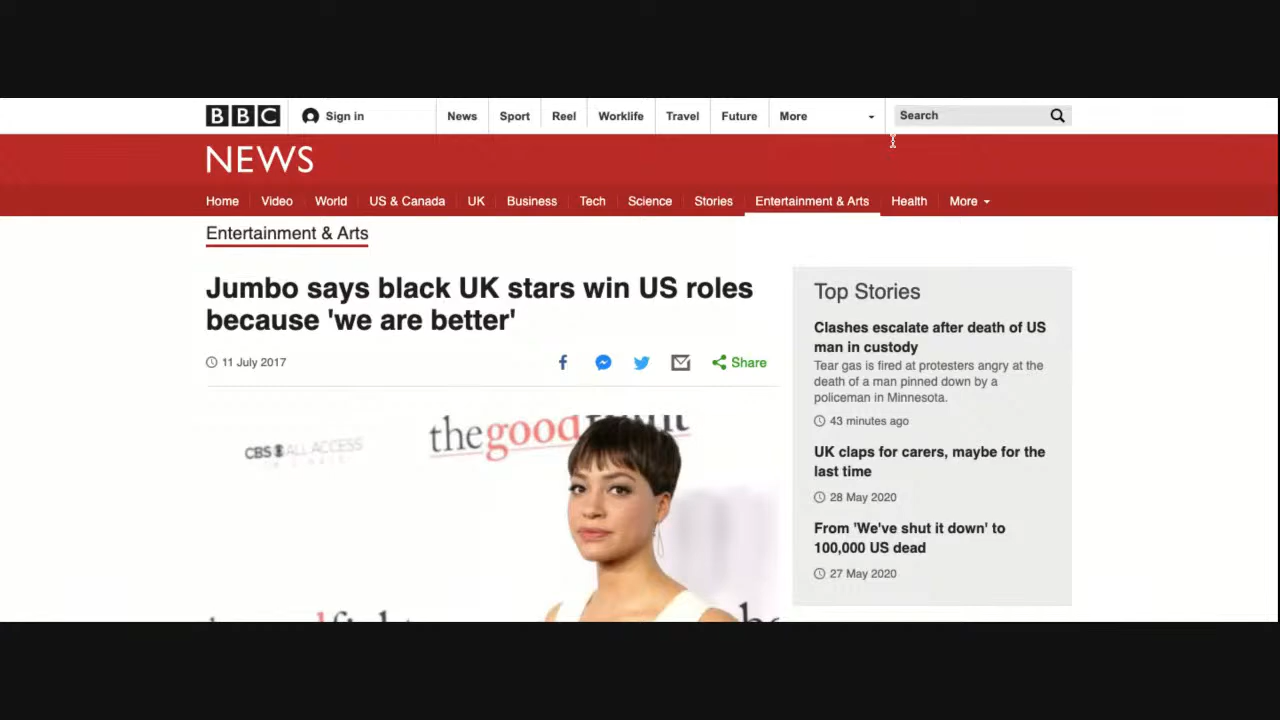 BBC
Sign in
News
Sport
Reel
Worklife
Travel
Future
More
Search
NEWS
Home
Video
World
US & Canada
UK
Business
Tech
Science
Stories
Entertainment & Arts
Health
More
Entertainment & Arts
Jumbo says black UK stars win US roles
because 'we are better'
11 July 2017
Share
CBS ALL ACCESS
thegood
Top Stories
Clashes escalate after death of US
man in custody
Tear gas is fired at protesters angry at the
death of a man pinned down by a
policeman in Minnesota.
43 minutes ago
UK claps for carers, maybe for the
last time
28 May 2020
From 'We've shut it down' to
100,000 US dead
27 May 2020